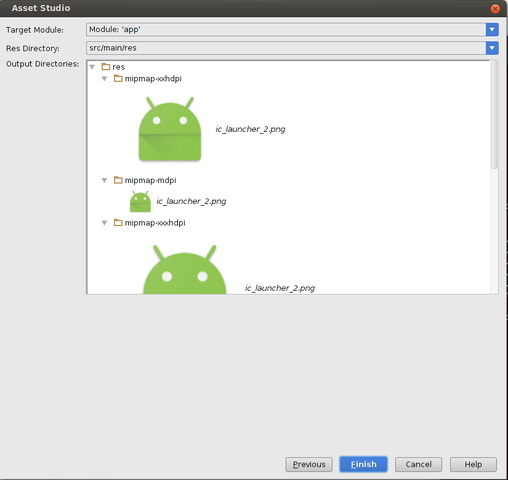 Asset Studio
Target Module: Module: 'app'
Res Directory: src/main/res
Output Directories:
res
mipmap-xxhdpi
ic_launcher_2.png
mipmap-mdpi
ic_launcher_2.png
mipmap-xxxhdpi
ic_launcher_2.png
Previous Finish Cancel Help